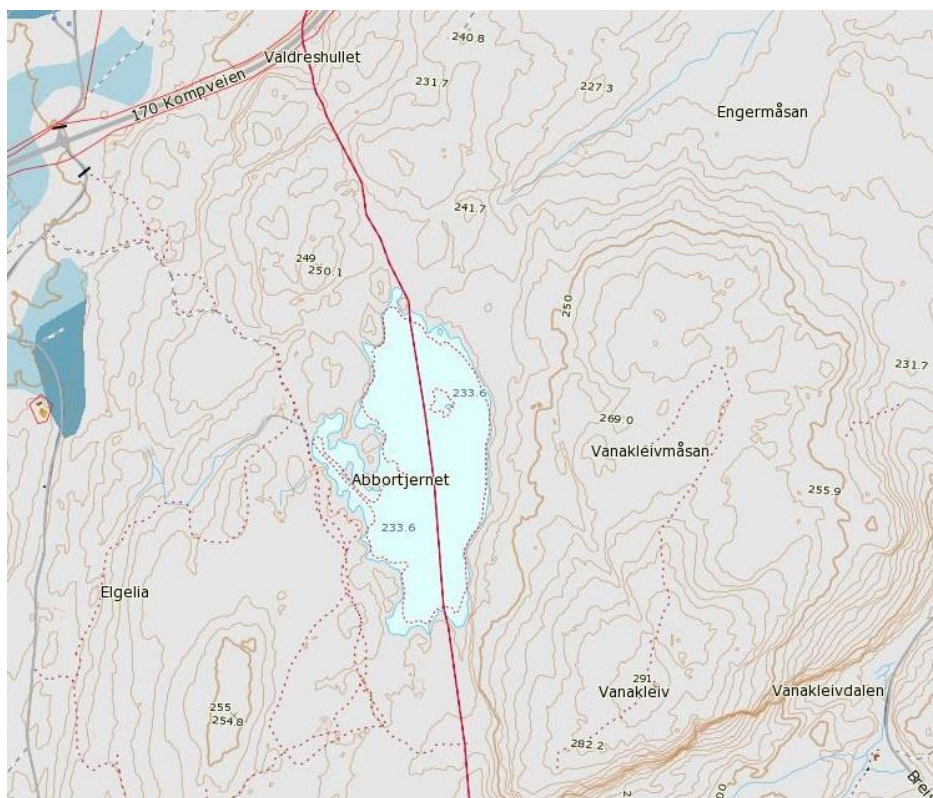 240.8
Valdreshullet
231.7
227.3
170 Kompveien
Engermåsan
241.7
249
250.1
250
231.7
233.6
269.0
Vanakleivmåsan
Abbortjernet
255.9
233.6
Elgelia
291
Vanakleiv
Vanakleivdalen
255
254.8
282.2